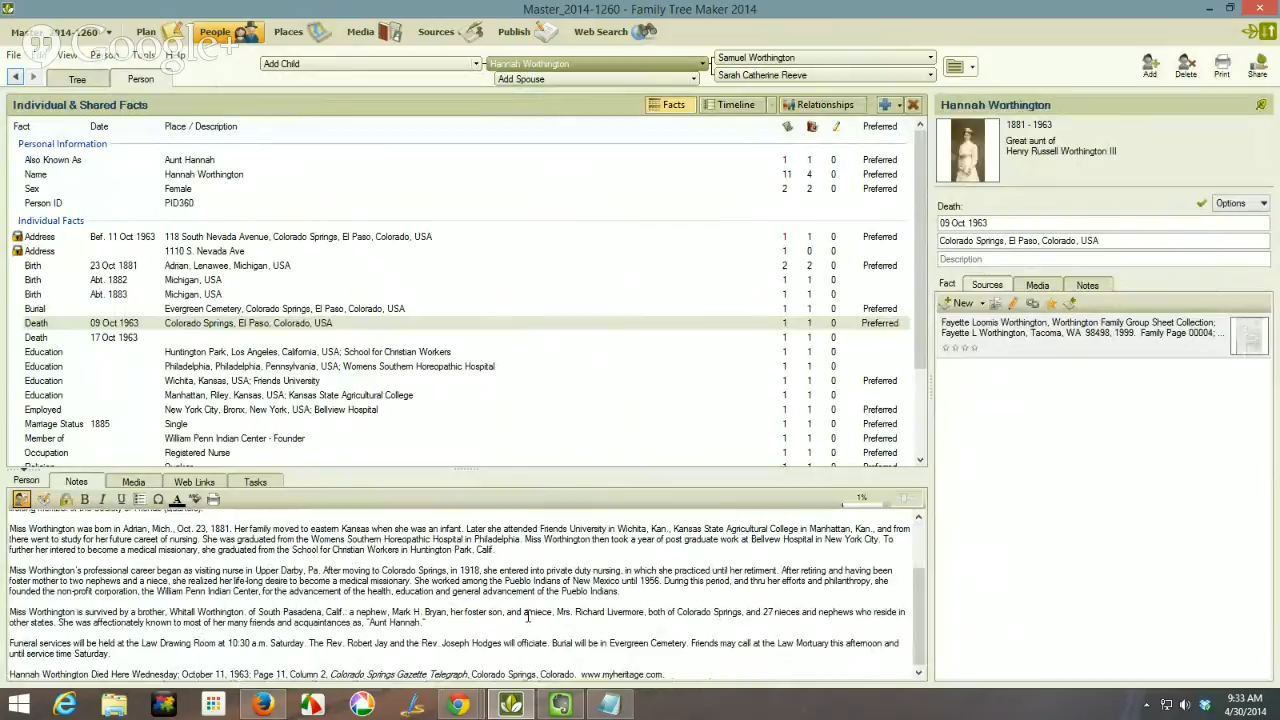 Master_2014-1260 - Family Tree Maker 2014
Master_2014-1260 Plan People Places Media Sources Publish Web Search
Google+
File Edit View Person Tools Help
Add Child Hannah Worthington Samuel Worthington
Add Spouse Sarah Catherine Reeve
Add Delete Print Share
Tree Person
Individual & Shared Facts Facts Timeline Relationships
Fact Date Place / Description Preferred
Personal Information
Also Known As Aunt Hannah 1 1 0 Preferred
Name Hannah Worthington 11 4 0 Preferred
Sex Female 2 2 0 Preferred
Person ID PID360
Individual Facts
Address Bef. 11 Oct 1963 118 South Nevada Avenue, Colorado Springs, El Paso, Colorado, USA 1 1 0 Preferred
Address 1110 S. Nevada Ave 1 0 0
Birth 23 Oct 1881 Adrian, Lenawee, Michigan, USA 2 2 0 Preferred
Birth Abt. 1882 Michigan, USA 1 1 0
Birth Abt. 1883 Michigan, USA 1 1 0
Burial Evergreen Cemetery, Colorado Springs, El Paso, Colorado, USA 1 1 0 Preferred
Death 09 Oct 1963 Colorado Springs, El Paso, Colorado, USA 1 1 0 Preferred
Death 17 Oct 1963 1 1 0
Education Huntington Park, Los Angeles, California, USA; School for Christian Workers 1 1 0
Education Philadelphia, Philadelphia, Pennsylvania, USA; Womens Southern Horeopathic Hospital 1 1 0
Education Wichita, Kansas, USA; Friends University 1 1 0 Preferred
Education Manhattan, Riley, Kansas, USA; Kansas State Agricultural College 1 1 0
Employed New York City, Bronx, New York, USA; Bellview Hospital 1 1 0 Preferred
Marriage Status 1885 Single 1 1 0 Preferred
Member of William Penn Indian Center - Founder 1 1 0 Preferred
Occupation Registered Nurse 1 1 0 Preferred
Religion Quaker
Person Notes Media Web Links Tasks
B I U A 1%
Miss Worthington was born in Adrian, Mich., Oct. 23, 1881. Her family moved to eastern Kansas when she was an infant. Later she attended Friends University in Wichita, Kan., Kansas State Agricultural College in Manhattan, Kan., and from
there went to study for her future career of nursing. She was graduated from the Womens Southern Horeopathic Hospital in Philadelphia. Miss Worthington then took a year of post graduate work at Bellvew Hospital in New York City. To
further her intered to become a medical missionary, she graduated from the School for Christian Workers in Huntington Park, Calif.
Miss Worthington's professional career began as visiting nurse in Upper Darby, Pa. After moving to Colorado Springs, in 1918, she entered into private duty nursing, in which she practiced until her retirement. After retiring and having been
foster mother to two nephews and a niece, she realized her life-long desire to become a medical missionary. She worked among the Pueblo Indians of New Mexico until 1956. During this period, and thru her efforts and philanthropy, she
founded the non-profit corporation, the William Penn Indian Center, for the advancement of the health, education and general advancement of the Pueblo Indians.
Miss Worthington is survived by a brother, Whitall Worthington, of South Pasadena, Calif.: a nephew, Mark H. Bryan, her foster son, and a niece, Mrs. Richard Livermore, both of Colorado Springs, and 27 nieces and nephews who reside in
other states. She was affectionately known to most of her many friends and acquaintances as, "Aunt Hannah."
Funeral services will be held at the Law Drawing Room at 10:30 a.m. Saturday. The Rev. Robert Jay and the Rev. Joseph Hodges will officiate. Burial will be in Evergreen Cemetery. Friends may call at the Law Mortuary this afternoon and
until service time Saturday.
Hannah Worthington Died Here Wednesday; October 11, 1963; Page 11, Column 2, Colorado Springs Gazette Telegraph, Colorado Springs, Colorado. www.myheritage.com.
Hannah Worthington
1881 - 1963
Great aunt of
Henry Russell Worthington III
Death: Options
09 Oct 1963
Colorado Springs, El Paso, Colorado, USA
Description
Fact Sources Media Notes
New
Fayette Loomis Worthington, Worthington Family Group Sheet Collection;
Fayette L Worthington, Tacoma, WA 98498, 1999. Family Page 00004; ...
9:33 AM
4/30/2014